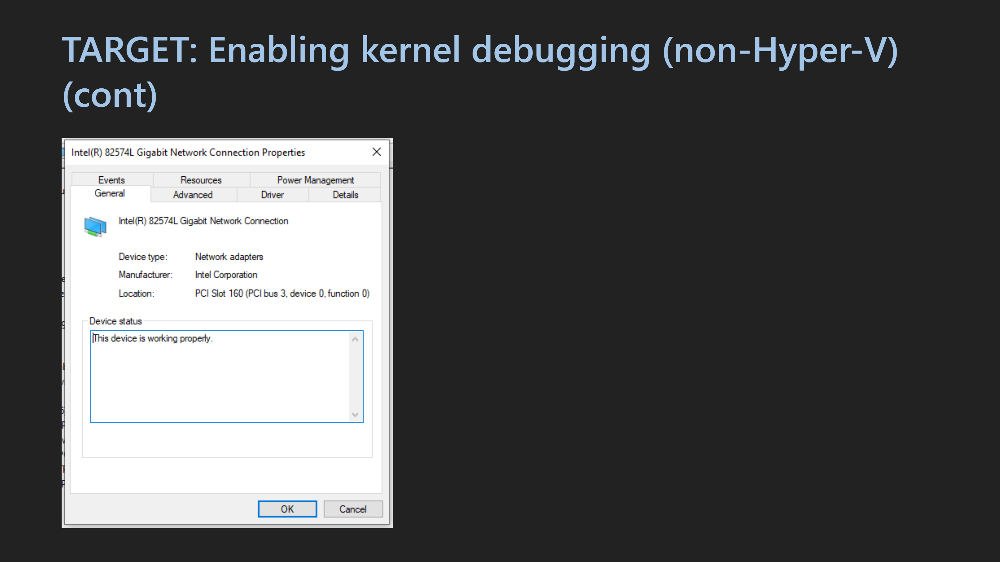 TARGET: Enabling kernel debugging (non-Hyper-V)
(cont)
Intel(R) 82574L Gigabit Network Connection Properties
Events Resources Power Management
General Advanced Driver Details
Intel(R) 82574L Gigabit Network Connection
Device type: Network adapters
Manufacturer: Intel Corporation
Location: PCI Slot 160 (PCI bus 3, device 0, function 0)
Device status
This device is working properly.
OK Cancel